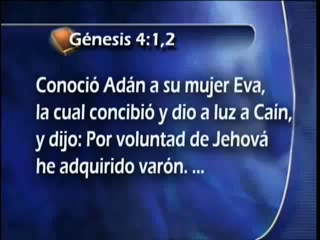 Génesis 4:1,2
Conoció Adán a su mujer Eva,
la cual concibió y dio a luz a Caín,
y dijo: Por voluntad de Jehová
he adquirido varón. ...